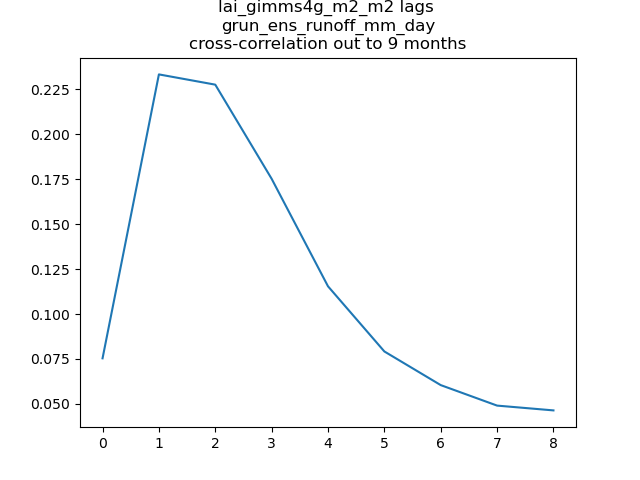 lai_gimms4g_m2_m2 lags
grun_ens_runoff_mm_day
cross-correlation out to 9 months
0.225
0.200
0.175
0.150
0.125
0.100
0.075
0.050
0 1 2 3 4 5 6 7 8